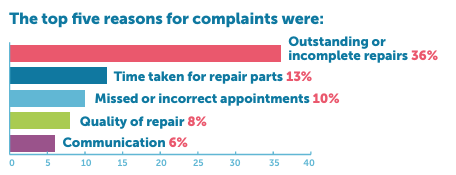 The top five reasons for complaints were:
Outstanding or
incomplete repairs 36%
Time taken for repair parts 13%
Missed or incorrect appointments 10%
Quality of repair 8%
Communication 6%
0 5 10 15 20 25 30 35 40